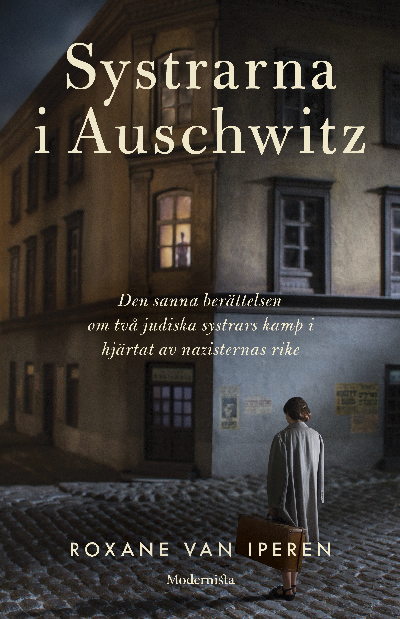 Systrarna
i Auschwitz
Den sanna berättelsen
om två judiska systrars kamp i
hjärtat av nazisternas rike
ROXANE VAN IPEREN
Modernista